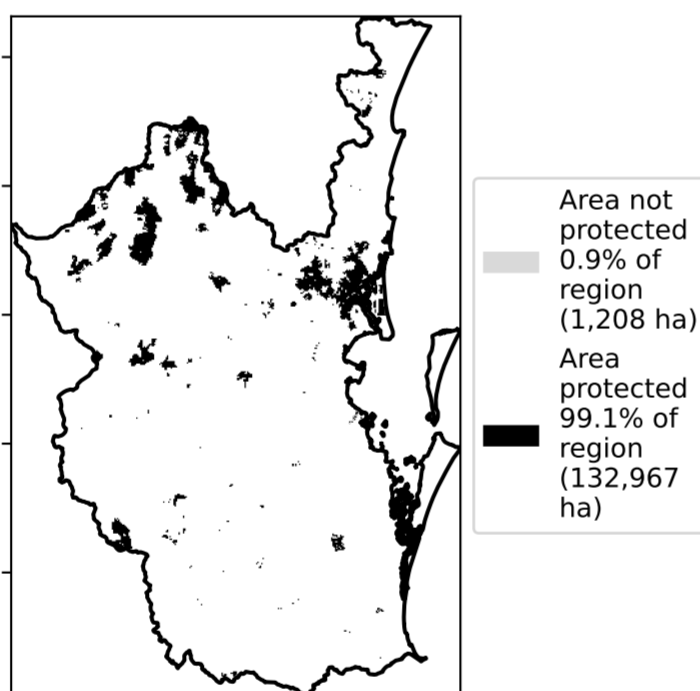 Area not
protected
0.9% of
region
(1,208 ha)
Area
protected
99.1% of
region
(132,967
ha)